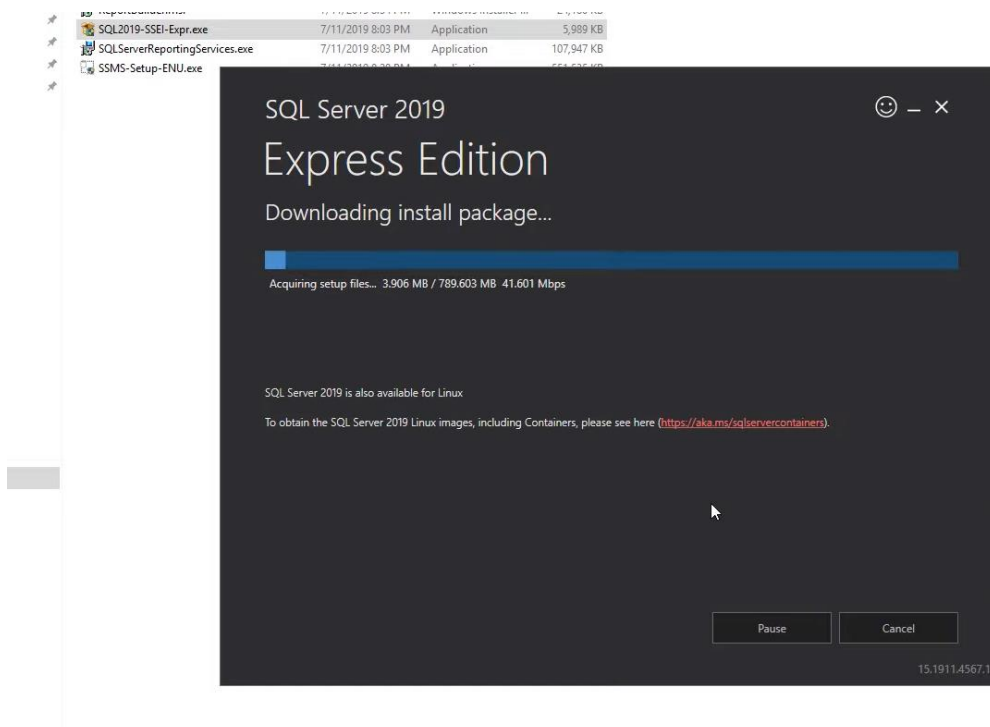 SQL2019-SSEI-Expr.exe 7/11/2019 8:03 PM Application 5,989 KB
SQLServerReportingServices.exe 7/11/2019 8:03 PM Application 107,947 KB
SSMS-Setup-ENU.exe
SQL Server 2019
Express Edition
Downloading install package...
Acquiring setup files... 3.906 MB / 789.603 MB 41.601 Mbps
SQL Server 2019 is also available for Linux
To obtain the SQL Server 2019 Linux images, including Containers, please see here (https://aka.ms/sqlservercontainers).
Pause Cancel
15.1911.4567.1